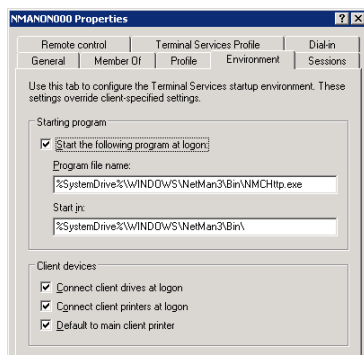 NMANON000 Properties
Remote control Terminal Services Profile Dial-in
General Member Of Profile Environment Sessions
Use this tab to configure the Terminal Services startup environment. These
settings override client-specified settings.
Starting program
Start the following program at logon:
Program file name:
%SystemDrive%\WINDOWS\NetMan3\Bin\NMCHttp.exe
Start in:
%SystemDrive%\WINDOWS\NetMan3\Bin\
Client devices
Connect client drives at logon
Connect client printers at logon
Default to main client printer